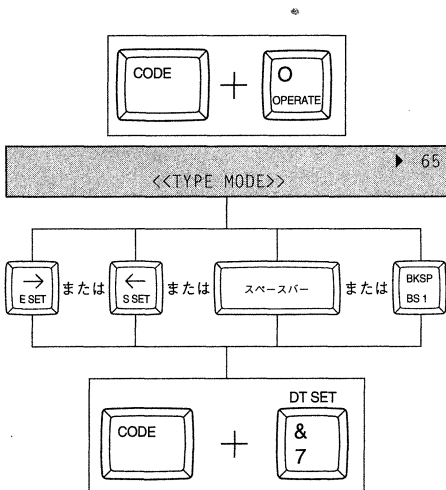 CODE + O
OPERATE
▶ 65
<<TYPE MODE>>
→ または ← または スペースバー または BKSP
E SET S SET BS 1
DT SET
CODE + &
7